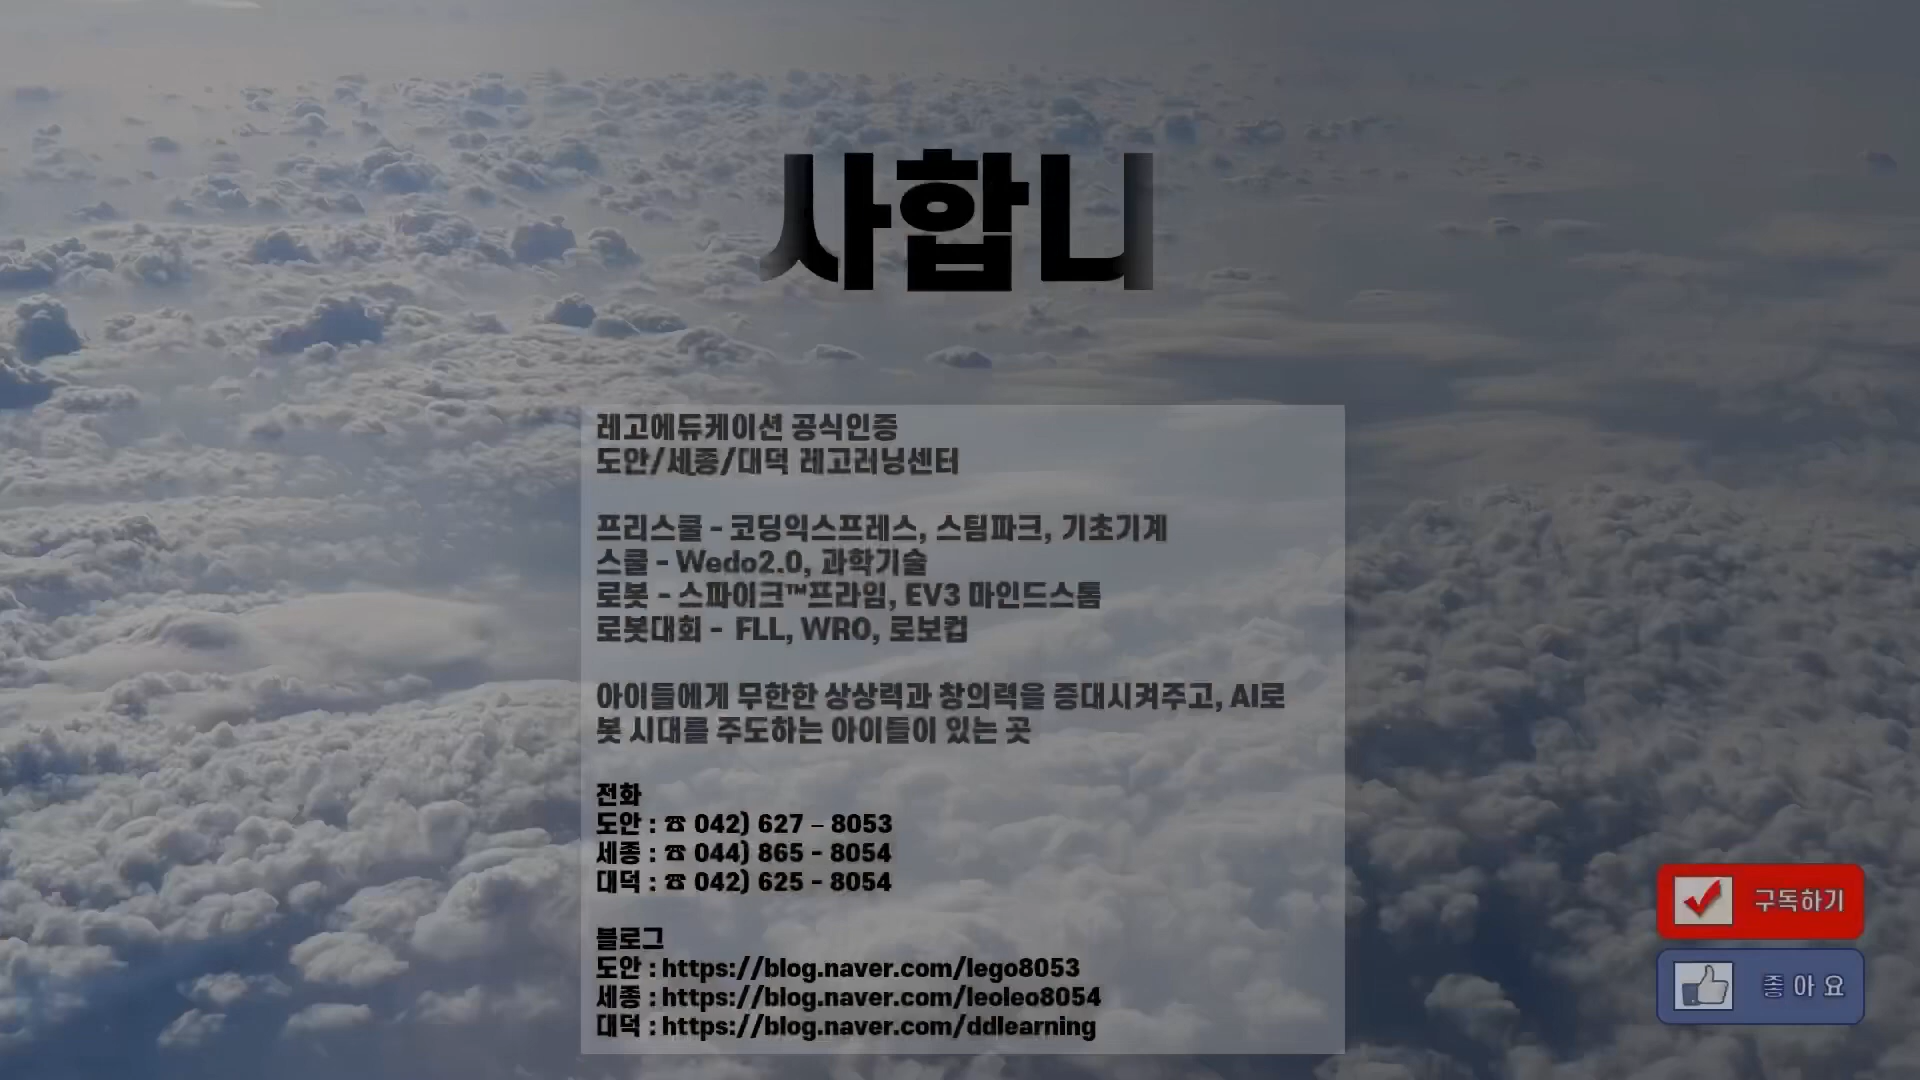 사합니
레고에듀케이션 공식인증
도안/세종/대덕 레고러닝센터
프리스쿨 - 코딩익스프레스, 스팀파크, 기초기계
스쿨 - Wedo2.0, 과학기술
로봇 - 스파이크™프라임, EV3 마인드스톰
로봇대회 - FLL, WRO, 로보컵
아이들에게 무한한 상상력과 창의력을 증대시켜주고, AI로
봇 시대를 주도하는 아이들이 있는 곳
전화
도안 : ☎ 042) 627 – 8053
세종 : ☎ 044) 865 - 8054
대덕 : ☎ 042) 625 - 8054
블로그
도안 : https://blog.naver.com/lego8053
세종 : https://blog.naver.com/leoleo8054
대덕 : https://blog.naver.com/ddlearning
구독하기
좋아요